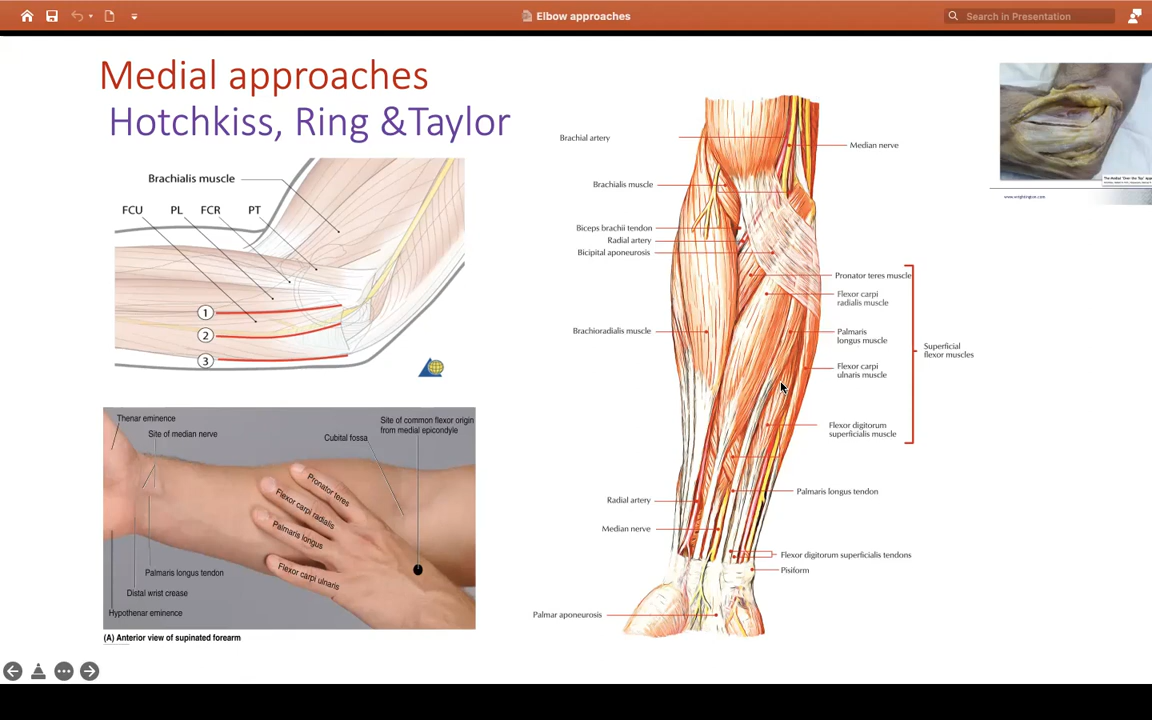 Elbow approaches
Search in Presentation
Medial approaches
Hotchkiss, Ring &Taylor
Brachialis muscle
FCU
PL
FCR
PT
1
2
3
Thenar eminence
Site of median nerve
Cubital fossa
Site of common flexor origin
from medial epicondyle
Pronator teres
Flexor carpi radialis
Palmaris longus
Flexor carpi ulnaris
Palmaris longus tendon
Distal wrist crease
Hypothenar eminence
(A) Anterior view of supinated forearm
Brachial artery
Median nerve
Brachialis muscle
Biceps brachii tendon
Radial artery
Bicipital aponeurosis
Pronator teres muscle
Flexor carpi
radialis muscle
Brachioradialis muscle
Palmaris
longus muscle
Superficial
flexor muscles
Flexor carpi
ulnaris muscle
Flexor digitorum
superficialis muscle
Palmaris longus tendon
Radial artery
Median nerve
Flexor digitorum superficialis tendons
Pisiform
Palmar aponeurosis
www.wrightington.com